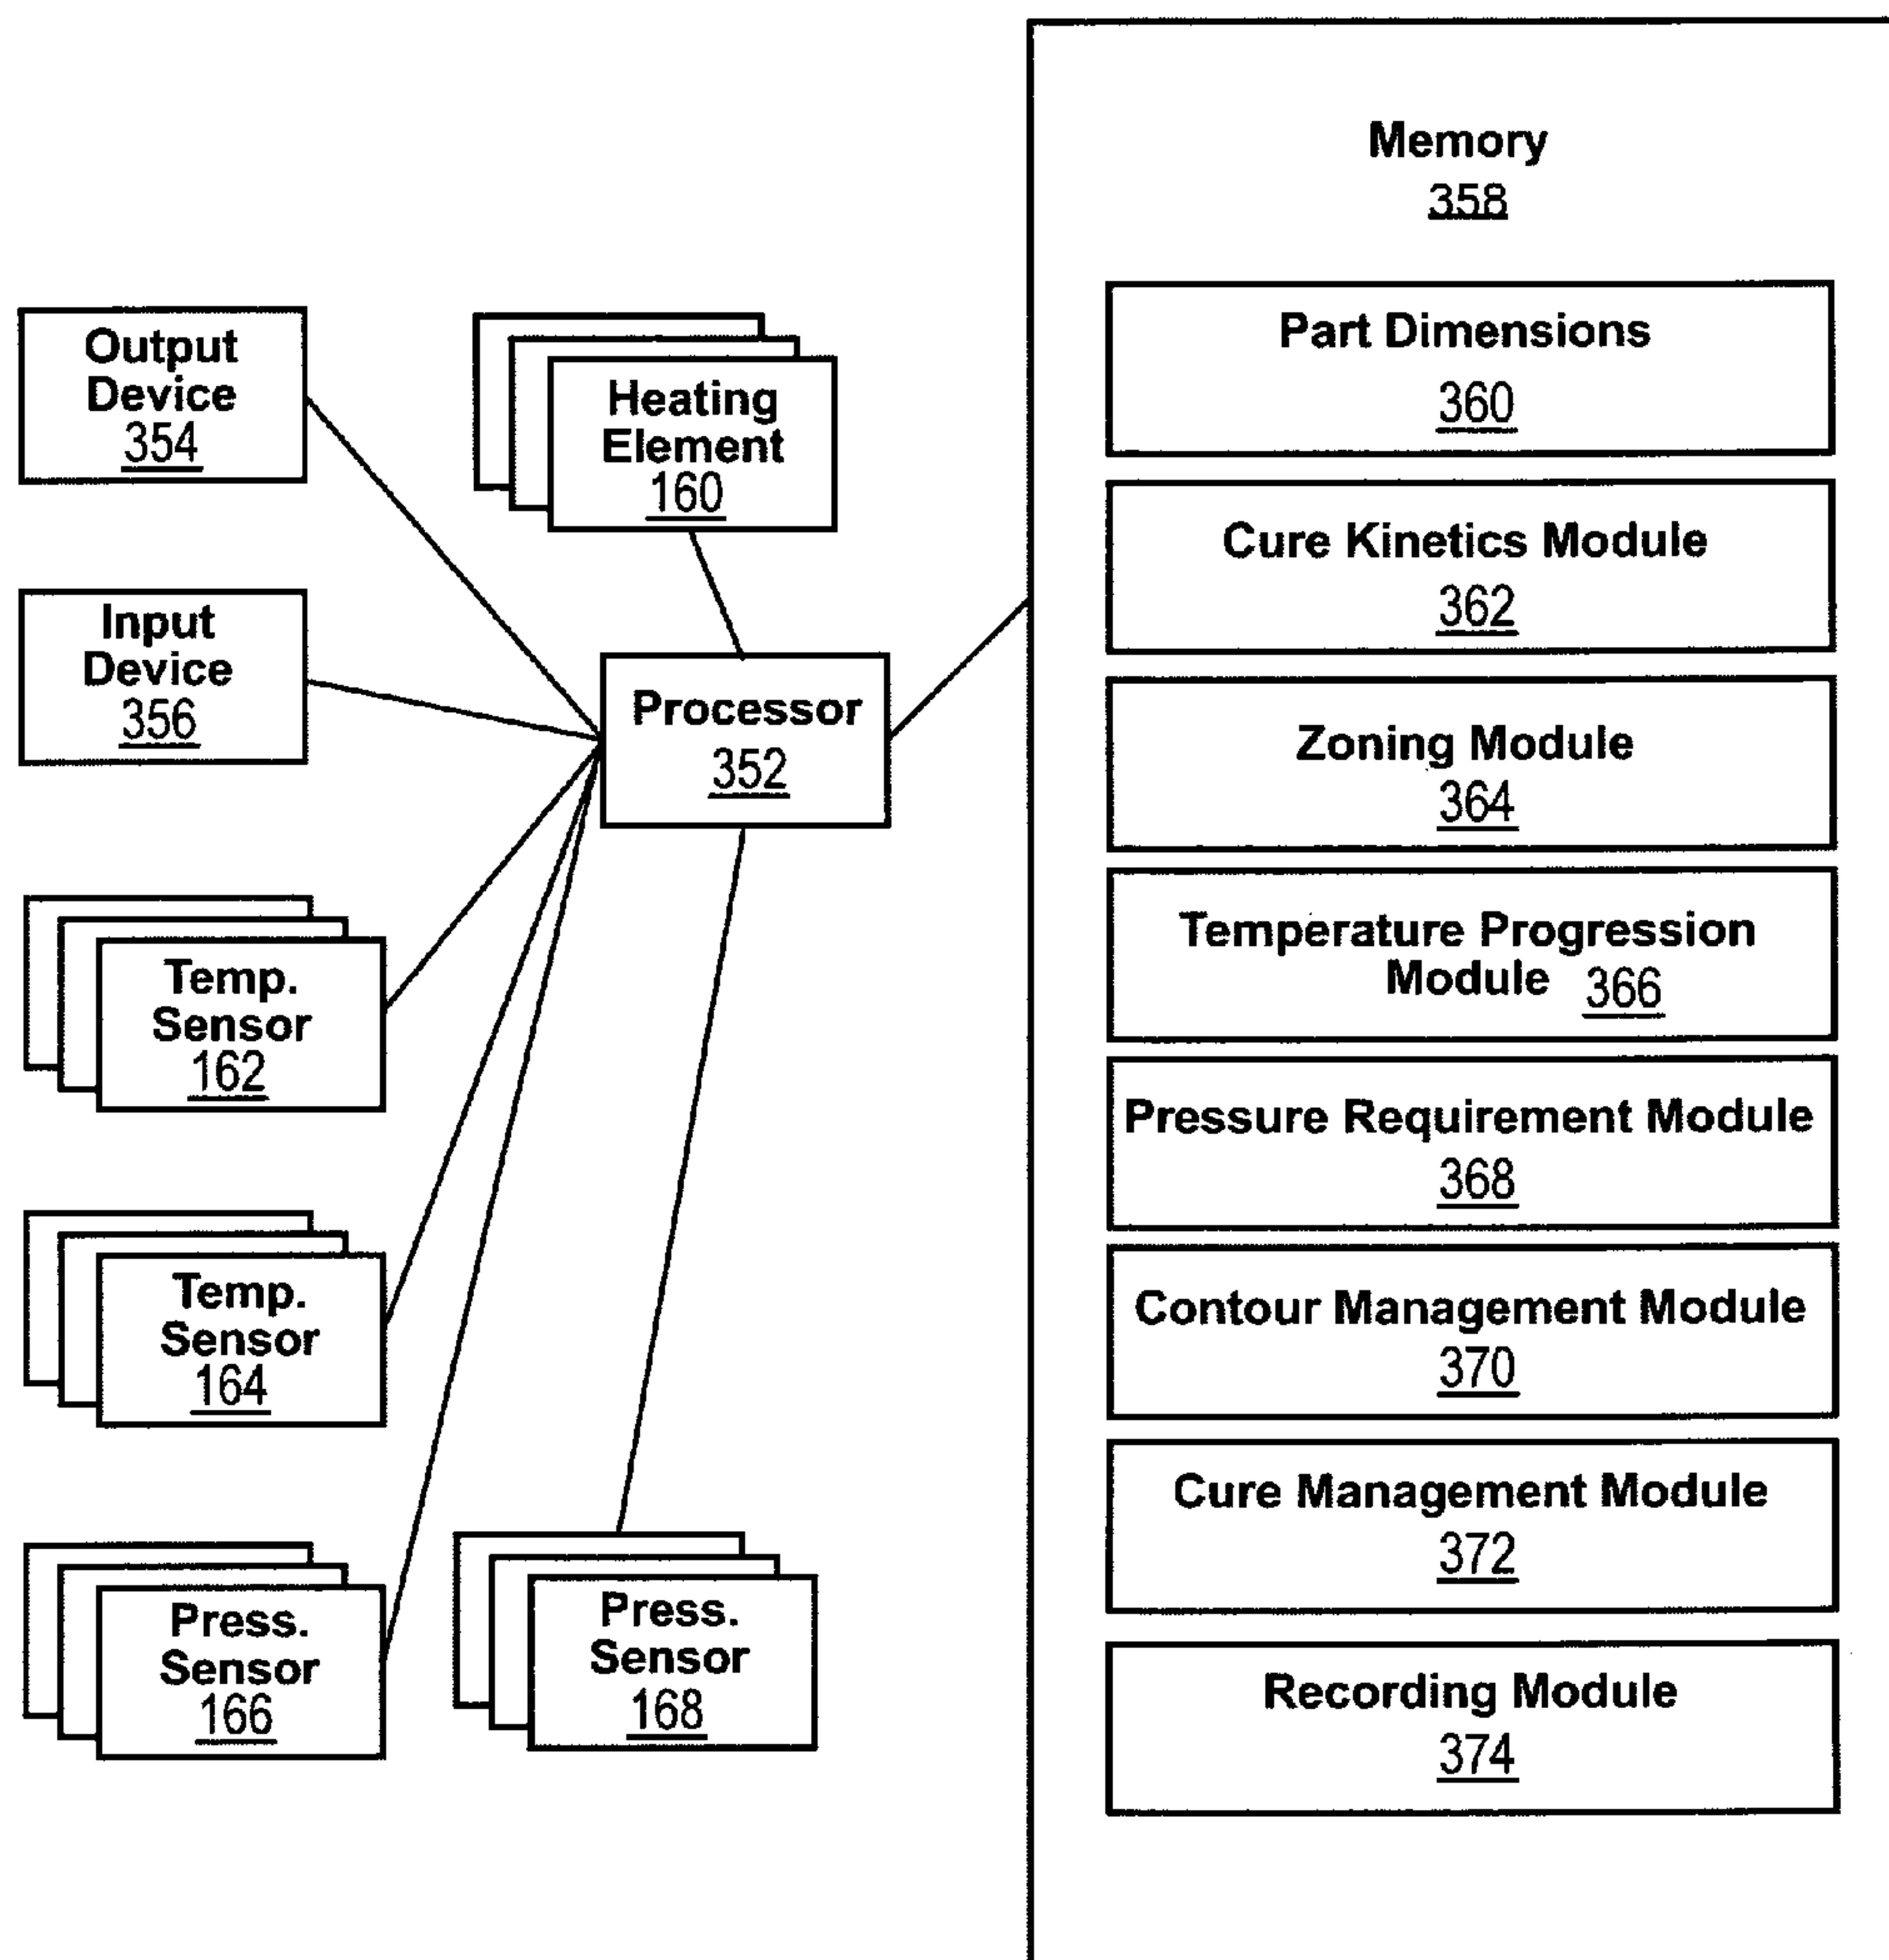 Output
Device
354
Heating
Element
160
Input
Device
356
Processor
352
Temp.
Sensor
162
Temp.
Sensor
164
Press.
Sensor
166
Press.
Sensor
168
Memory
358
Part Dimensions
360
Cure Kinetics Module
362
Zoning Module
364
Temperature Progression
Module 366
Pressure Requirement Module
368
Contour Management Module
370
Cure Management Module
372
Recording Module
374